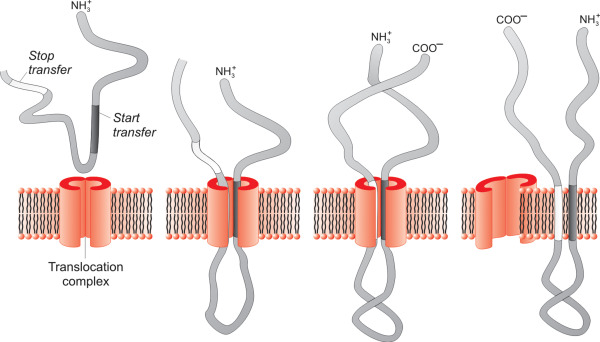 NH₃⁺
Stop
transfer
Start
transfer
Translocation
complex
NH₃⁺
NH₃⁺
COO⁻
COO⁻
NH₃⁺